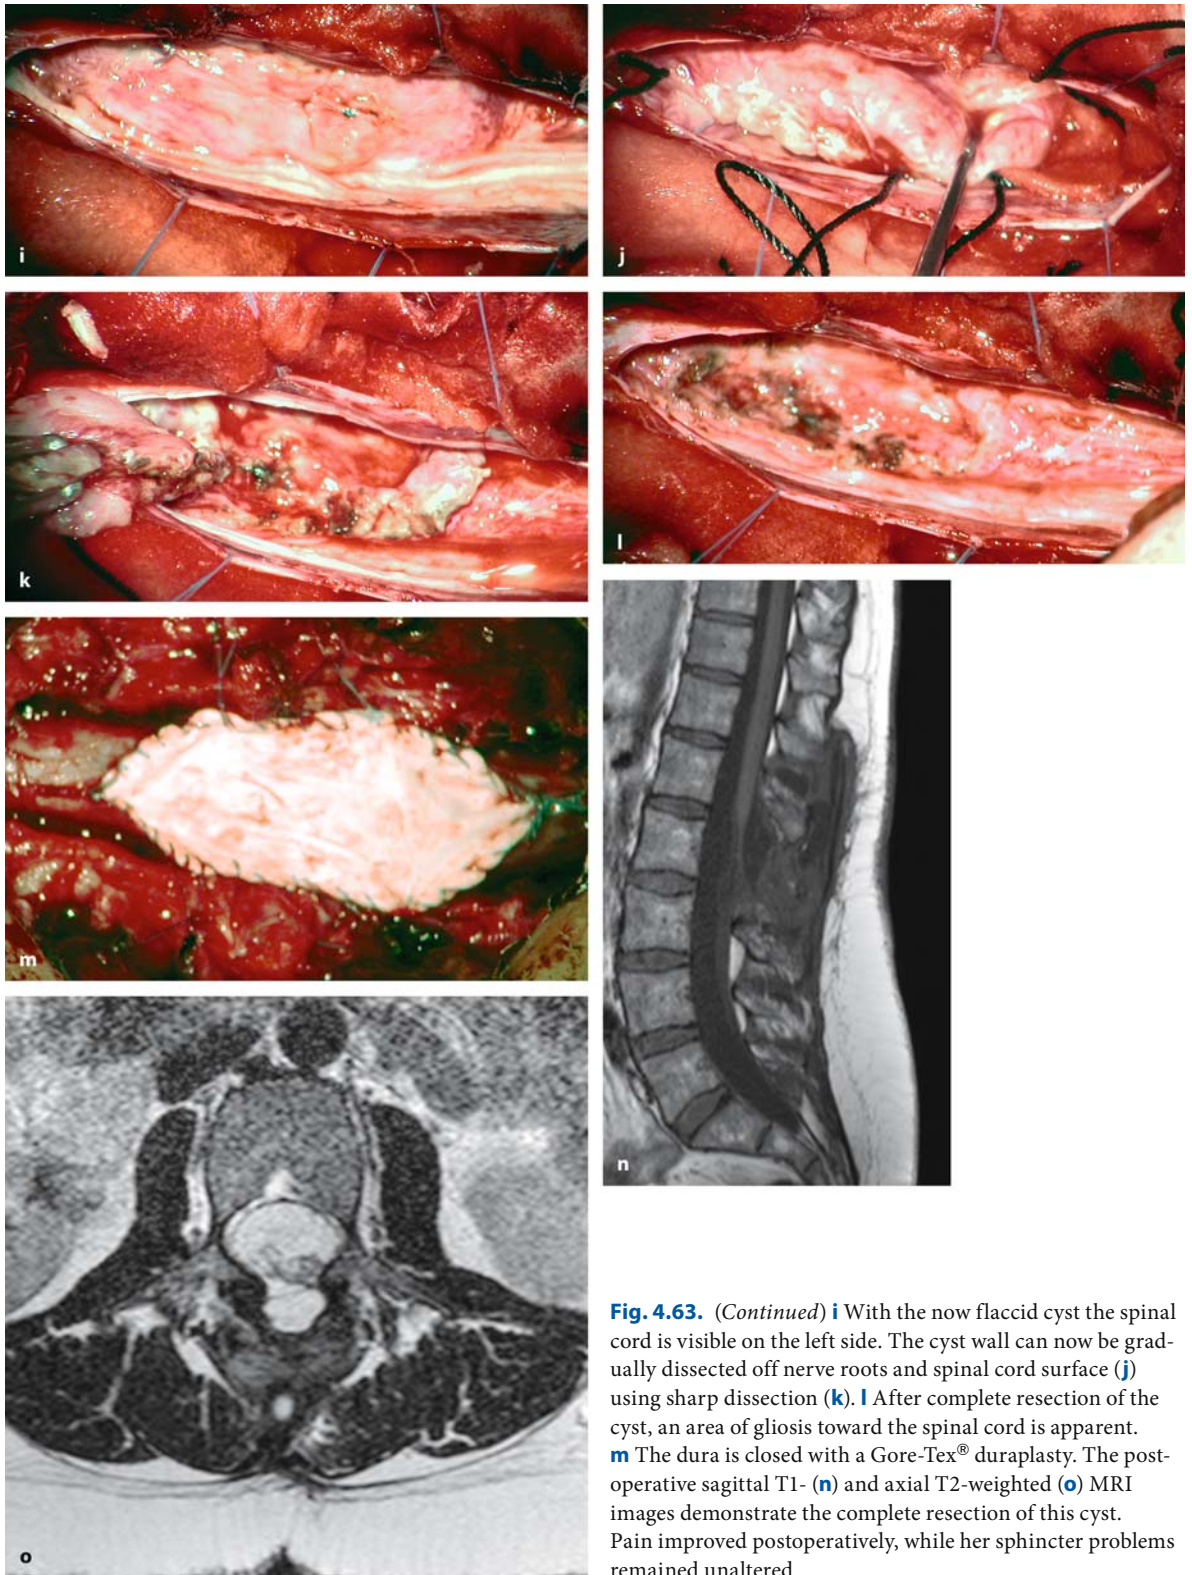 i
j
k
l
m
n
o
Fig. 4.63. (Continued) i With the now flaccid cyst the spinal
cord is visible on the left side. The cyst wall can now be grad-
ually dissected off nerve roots and spinal cord surface (j)
using sharp dissection (k). l After complete resection of the
cyst, an area of gliosis toward the spinal cord is apparent.
m The dura is closed with a Gore-Tex® duraplasty. The post-
operative sagittal T1- (n) and axial T2-weighted (o) MRI
images demonstrate the complete resection of this cyst.
Pain improved postoperatively, while her sphincter problems
remained unaltered